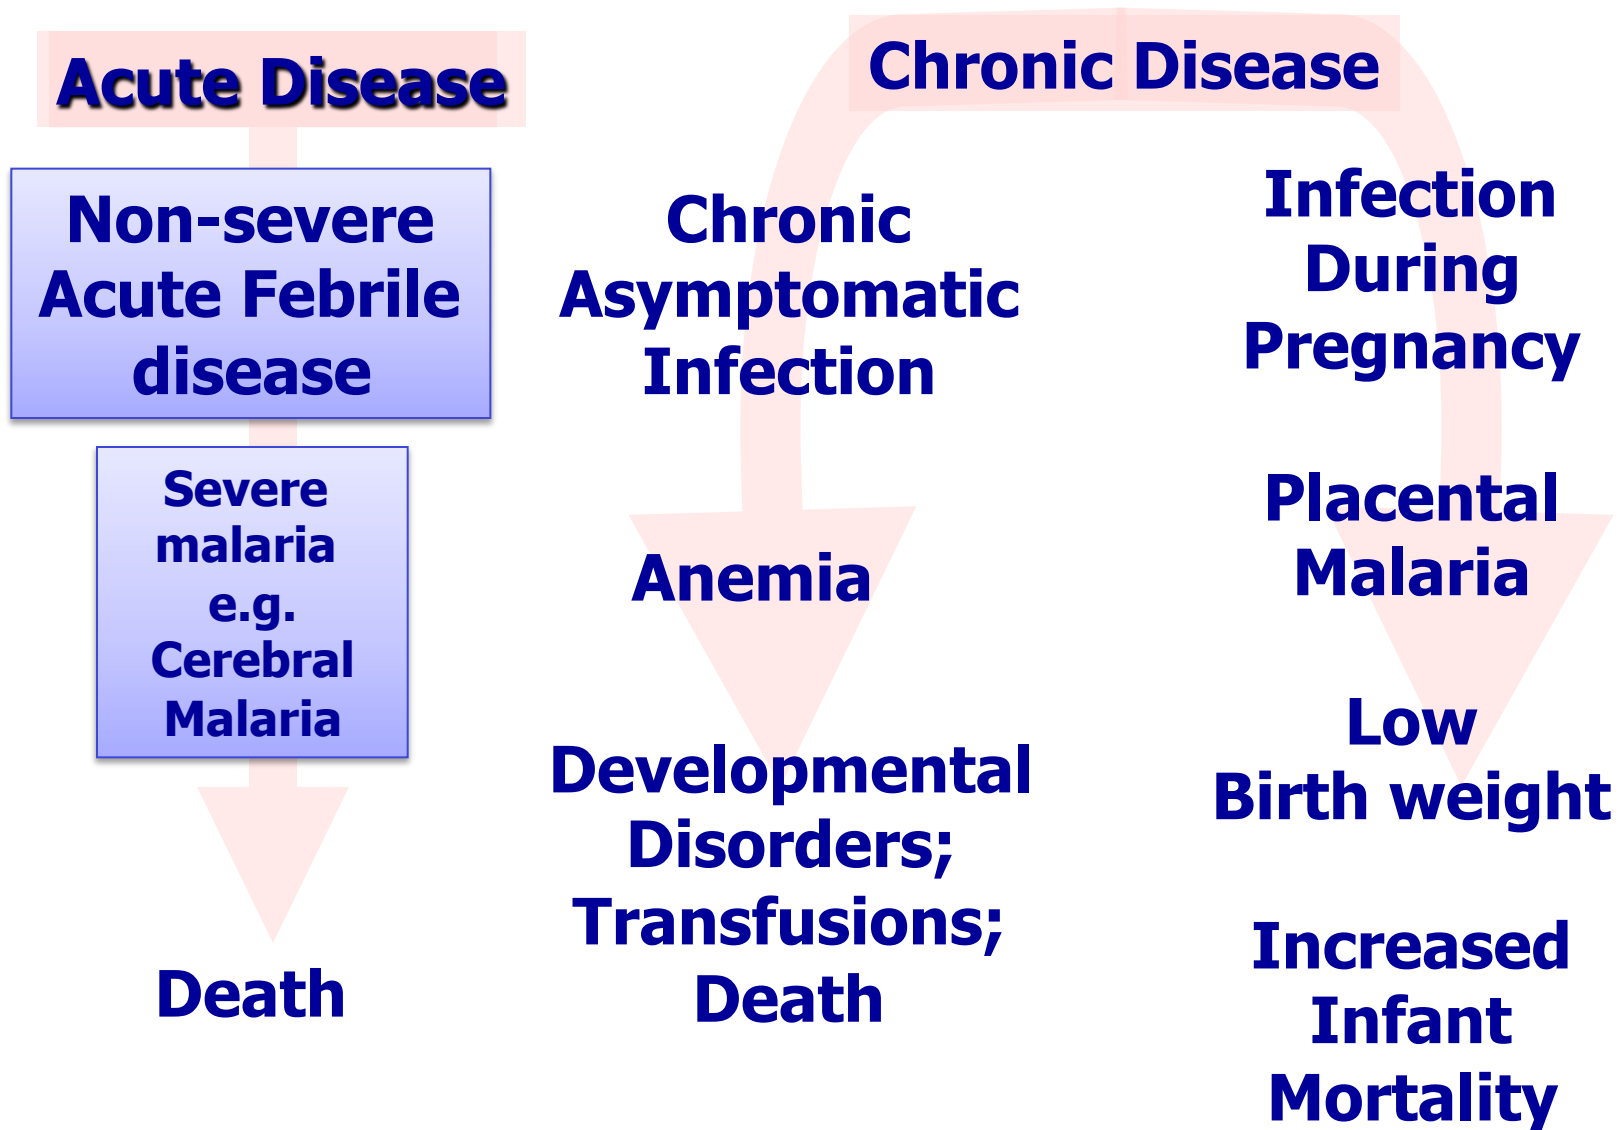 Acute Disease
Non-severe
Acute Febrile
disease
Severe
malaria
e.g.
Cerebral
Malaria
Death
Chronic Disease
Chronic
Asymptomatic
Infection
Anemia
Developmental
Disorders;
Transfusions;
Death
Infection
During
Pregnancy
Placental
Malaria
Low
Birth weight
Increased
Infant
Mortality